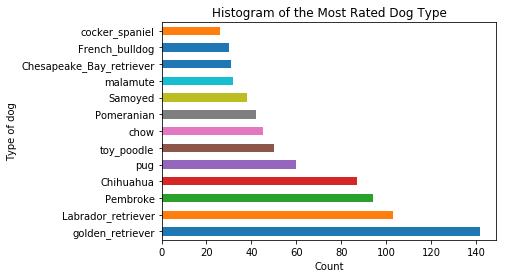 Histogram of the Most Rated Dog Type
Type of dog
cocker_spaniel
French_bulldog
Chesapeake_Bay_retriever
malamute
Samoyed
Pomeranian
chow
toy_poodle
pug
Chihuahua
Pembroke
Labrador_retriever
golden_retriever
0 20 40 60 80 100 120 140
Count